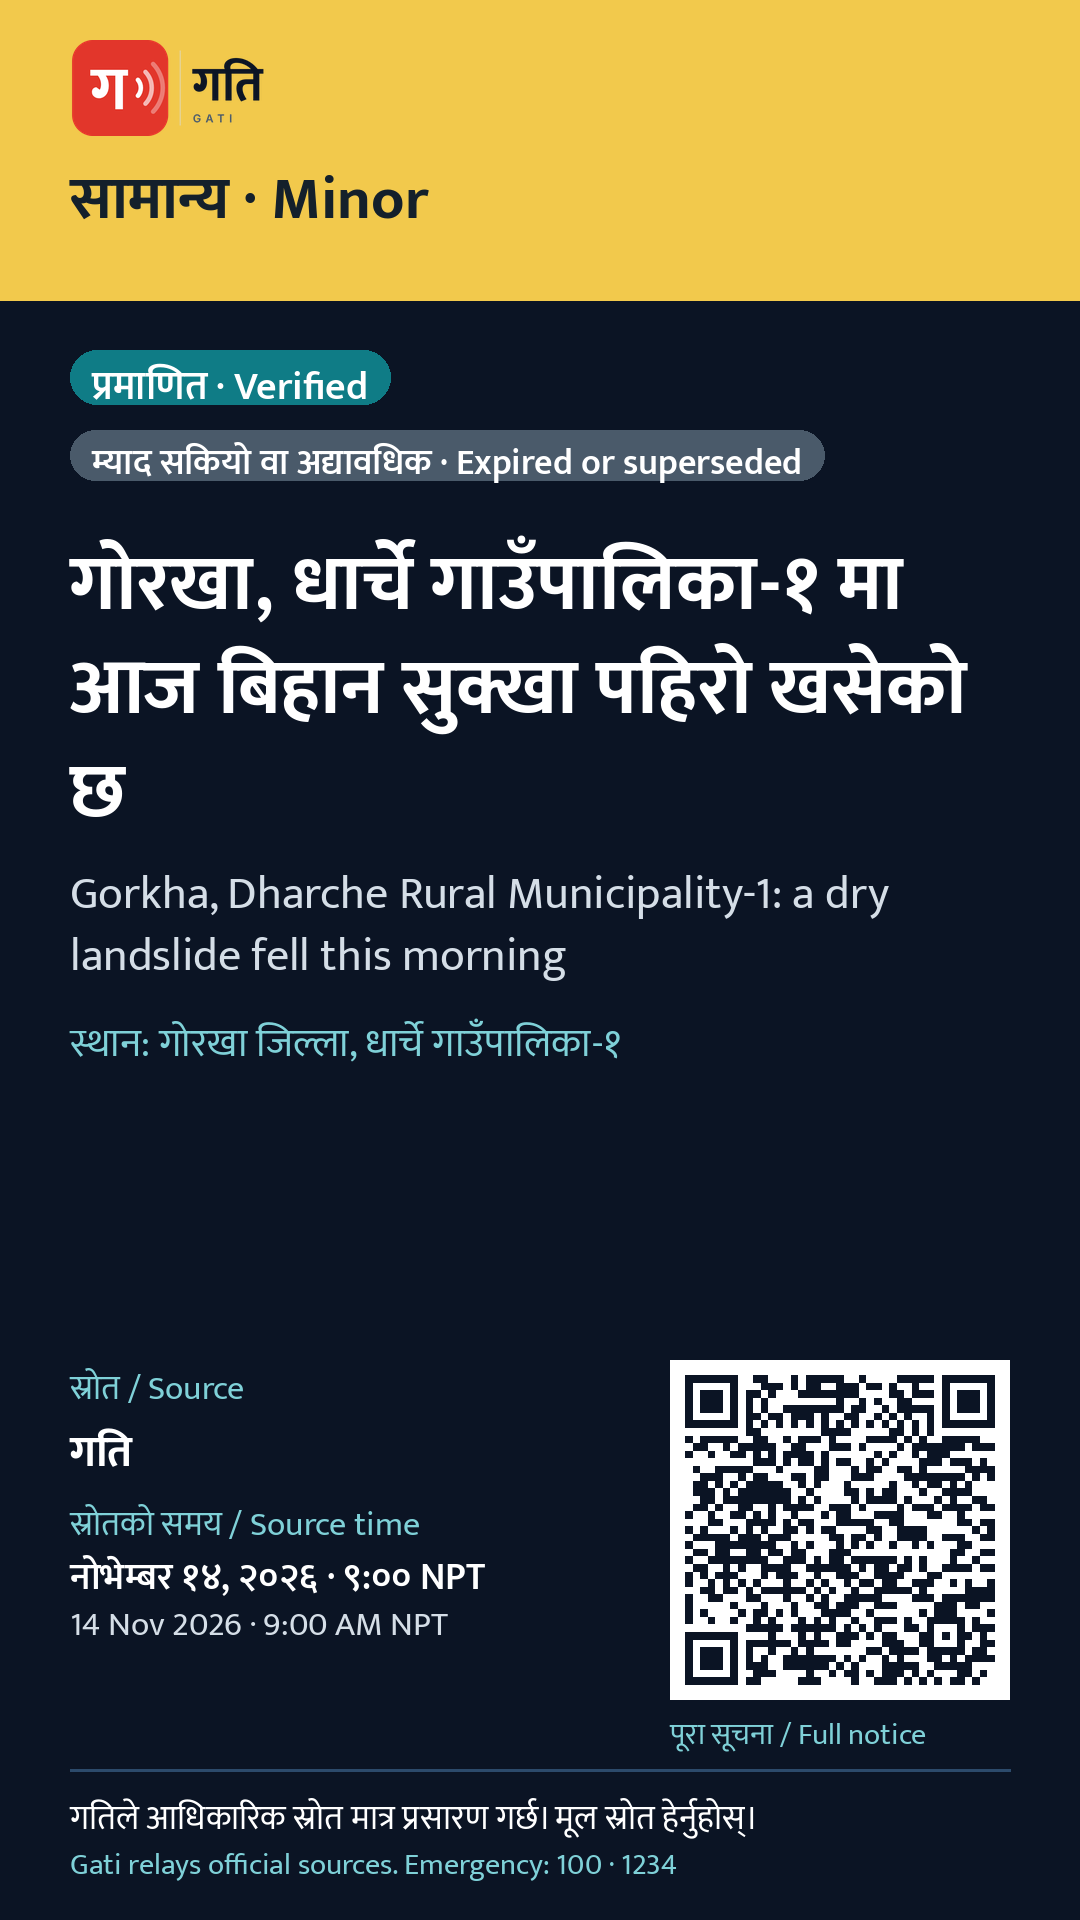 ग
गति
GATI
सामान्य · Minor
प्रमाणित · Verified
म्याद सकियो वा अद्यावधिक · Expired or superseded
गोरखा, धार्चे गाउँपालिका-१ मा
आज बिहान सुक्खा पहिरो खसेको
छ
Gorkha, Dharche Rural Municipality-1: a dry
landslide fell this morning
स्थान: गोरखा जिल्ला, धार्चे गाउँपालिका-१
स्रोत / Source
गति
स्रोतको समय / Source time
नोभेम्बर १४, २०२६ · ९:०० NPT
14 Nov 2026 · 9:00 AM NPT
पूरा सूचना / Full notice
गतिले आधिकारिक स्रोत मात्र प्रसारण गर्छ। मूल स्रोत हेर्नुहोस्।
Gati relays official sources. Emergency: 100 · 1234